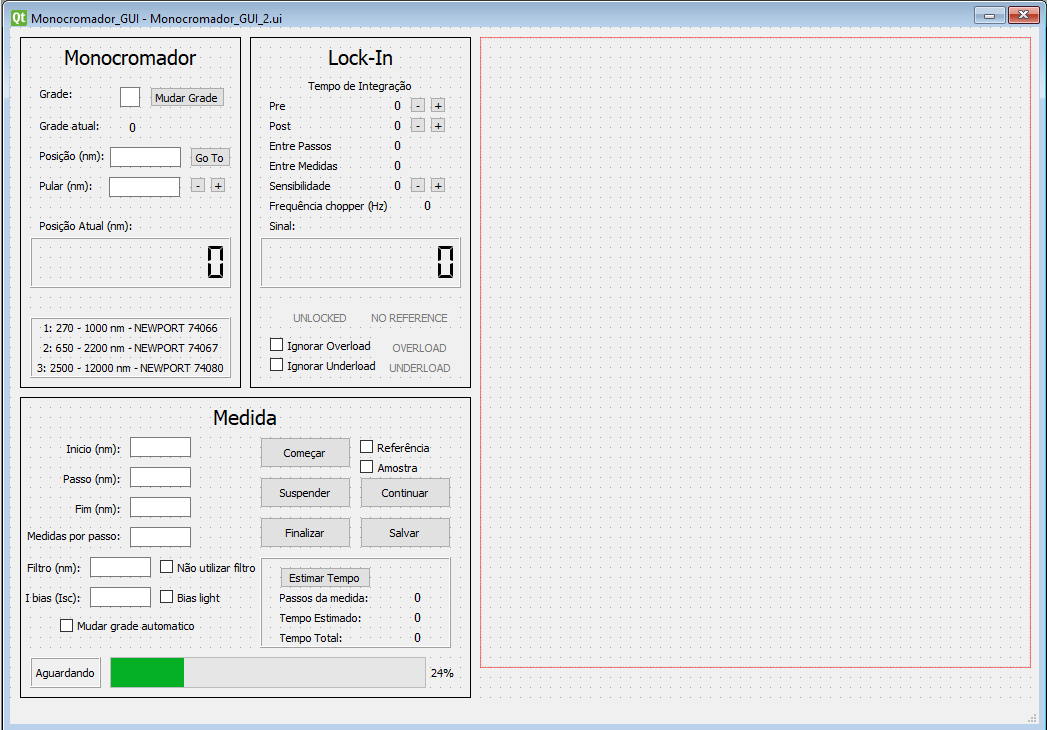 Qt Monocromador_GUI - Monocromador_GUI_2.ui
Monocromador
Grade:
Mudar Grade
Grade atual: 0
Posição (nm):
Go To
Pular (nm):
- +
Posição Atual (nm):
0
1: 270 - 1000 nm - NEWPORT 74066
2: 650 - 2200 nm - NEWPORT 74067
3: 2500 - 12000 nm - NEWPORT 74080
Lock-In
Tempo de Integração
Pre 0 - +
Post 0 - +
Entre Passos 0
Entre Medidas 0
Sensibilidade 0 - +
Frequência chopper (Hz) 0
Sinal:
0
UNLOCKED NO REFERENCE
Ignorar Overload OVERLOAD
Ignorar Underload UNDERLOAD
Medida
Inicio (nm):
Passo (nm):
Fim (nm):
Medidas por passo:
Filtro (nm): Não utilizar filtro
I bias (Isc): Bias light
Mudar grade automatico
Começar
Referência
Amostra
Suspender Continuar
Finalizar Salvar
Estimar Tempo
Passos da medida: 0
Tempo Estimado: 0
Tempo Total: 0
Aguardando 24%